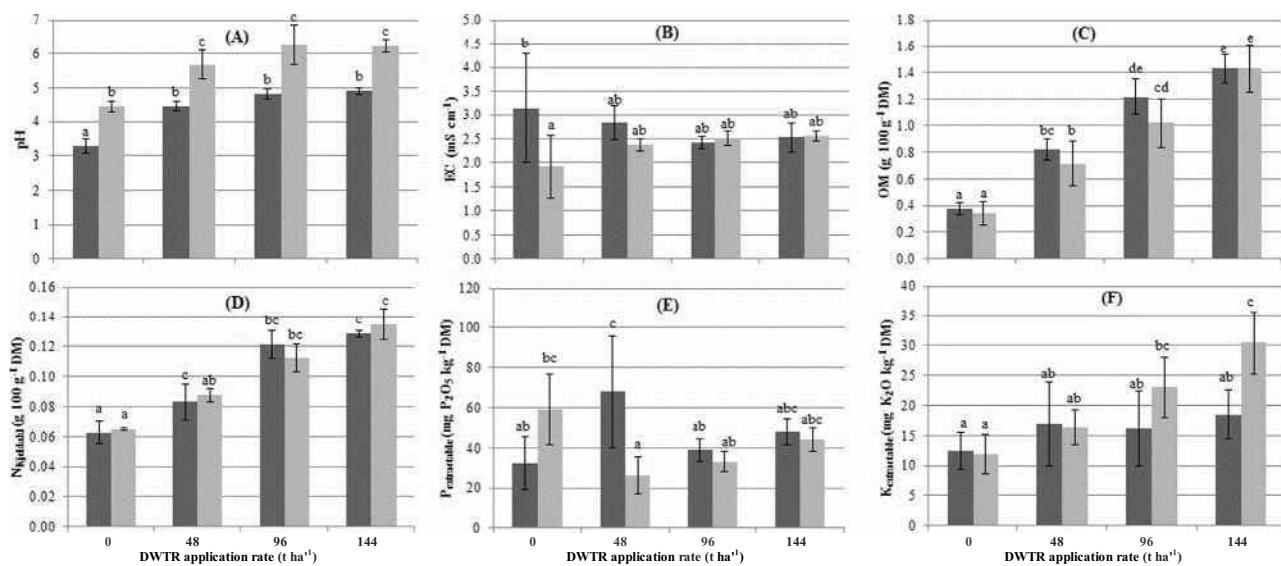 (A)
pH
7
6
5
4
3
2
1
0
a
b
b
c
b
c
b
c
(B)
EC (mS cm⁻¹)
5.0
4.5
4.0
3.5
3.0
2.5
2.0
1.5
1.0
0.5
0.0
b
a
ab
ab
ab
ab
ab
ab
(C)
OM (g 100 g⁻¹ DM)
1.8
1.6
1.4
1.2
1.0
0.8
0.6
0.4
0.2
0.0
a
a
bc
b
de
cd
e
e
(D)
N Kjeldahl (g 100 g⁻¹ DM)
0.16
0.14
0.12
0.10
0.08
0.06
0.04
0.02
0.00
a
a
c
ab
bc
bc
c
c
0 48 96 144
DWTR application rate (t ha⁻¹)
(E)
P extractable (mg P₂O₅ kg⁻¹ DM)
120
100
80
60
40
20
0
ab
bc
c
a
ab
ab
abc
abc
0 48 96 144
DWTR application rate (t ha⁻¹)
(F)
K extractable (mg K₂O kg⁻¹ DM)
40
35
30
25
20
15
10
5
0
a
a
ab
ab
ab
bc
ab
c
0 48 96 144
DWTR application rate (t ha⁻¹)